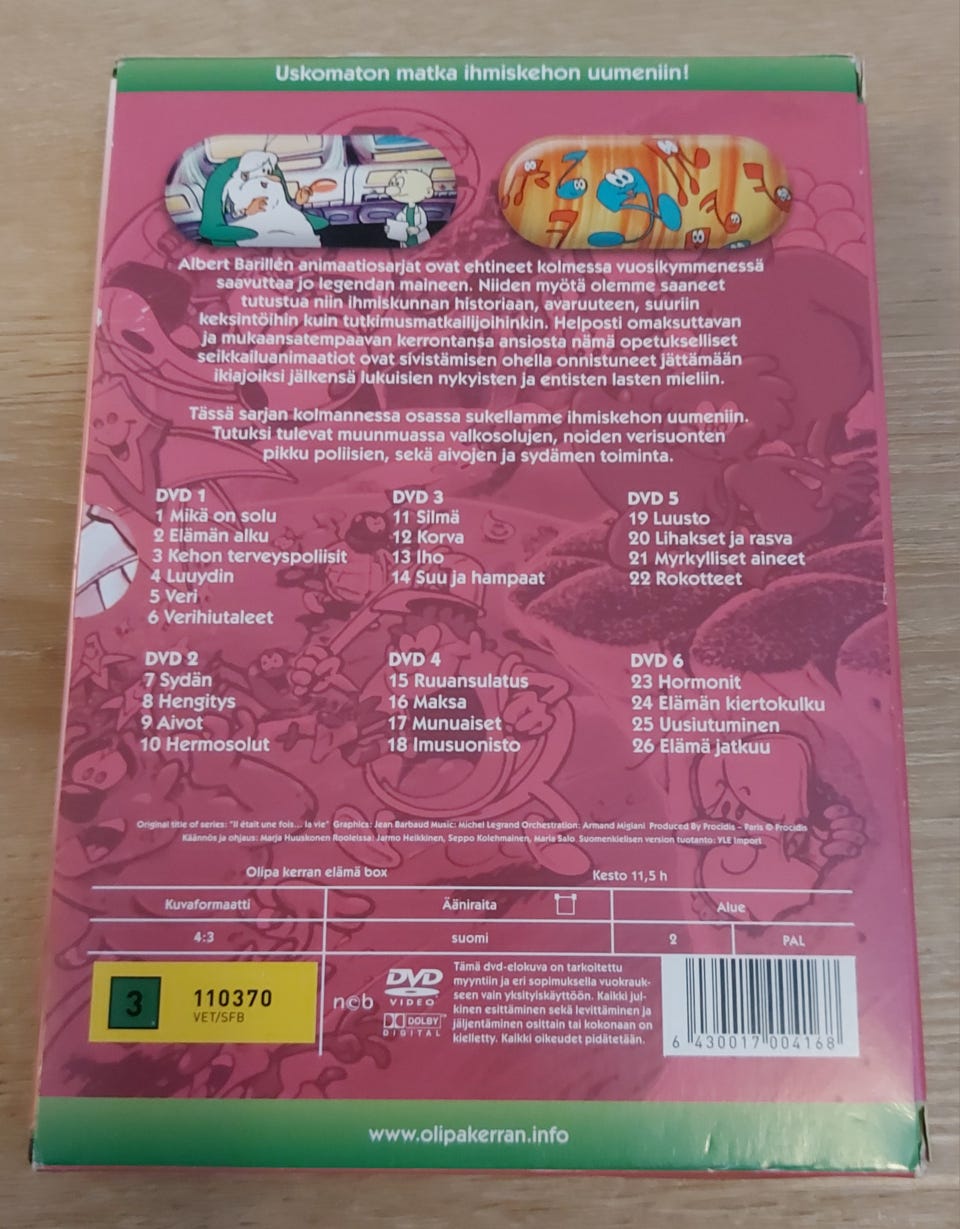 Uskomaton matka ihmiskehon uumeniin!
Albert Barillén animaatiosarjat ovat ehtineet kolmessa vuosikymmenessä
saavuttaa jo legendan maineen. Niiden myötä olemme saaneet
tutustua niin ihmiskunnan historiaan, avaruuteen, suuriin
keksintöihin kuin tutkimusmatkailijoihinkin. Helposti omaksuttavan
ja mukaansatempaavan kerrontansa ansiosta nämä opetukselliset
seikkailuanimaatiot ovat sivistämisen ohella onnistuneet jättämään
ikiajoiksi jälkensä lukuisien nykyisten ja entisten lasten mieliin.
Tässä sarjan kolmannessa osassa sukellamme ihmiskehon uumeniin.
Tutuksi tulevat muunmuassa valkosolujen, noiden verisuonten
pikku poliisien, sekä aivojen ja sydämen toiminta.
DVD 1
1 Mikä on solu
2 Elämän alku
3 Kehon terveyspoliisit
4 Luuydin
5 Veri
6 Verihiutaleet
DVD 3
11 Silmä
12 Korva
13 Iho
14 Suu ja hampaat
DVD 5
19 Luusto
20 Lihakset ja rasva
21 Myrkylliset aineet
22 Rokotteet
DVD 2
7 Sydän
8 Hengitys
9 Aivot
10 Hermosolut
DVD 4
15 Ruuansulatus
16 Maksa
17 Munuaiset
18 Imusuonisto
DVD 6
23 Hormonit
24 Elämän kiertokulku
25 Uusiutuminen
26 Elämä jatkuu
Original title of series: "Il était une fois... la vie" Graphics: Jean Barbaud Music: Michel Legrand Orchestration: Armand Migiani Produced By Procidis – Paris © Procidis
Käännös ja ohjaus: Marja Huuskonen Rooleissa: Jarmo Heikkinen, Seppo Kolehmainen, Maria Salo Suomenkielisen version tuotanto: YLE Import
Olipa kerran elämä box Kesto 11,5 h
Kuvaformaatti Ääniraita Alue
4:3 suomi 2 PAL
3 110370
VET/SFB
ncb
DVD
VIDEO
DOLBY
DIGITAL
Tämä dvd-elokuva on tarkoitettu
myyntiin ja eri sopimuksella vuokrauk-
seen vain yksityiskäyttöön. Kaikki jul-
kinen esittäminen sekä levittäminen ja
jäljentäminen osittain tai kokonaan on
kielletty. Kaikki oikeudet pidätetään.
6 430017 004168
www.olipakerran.info